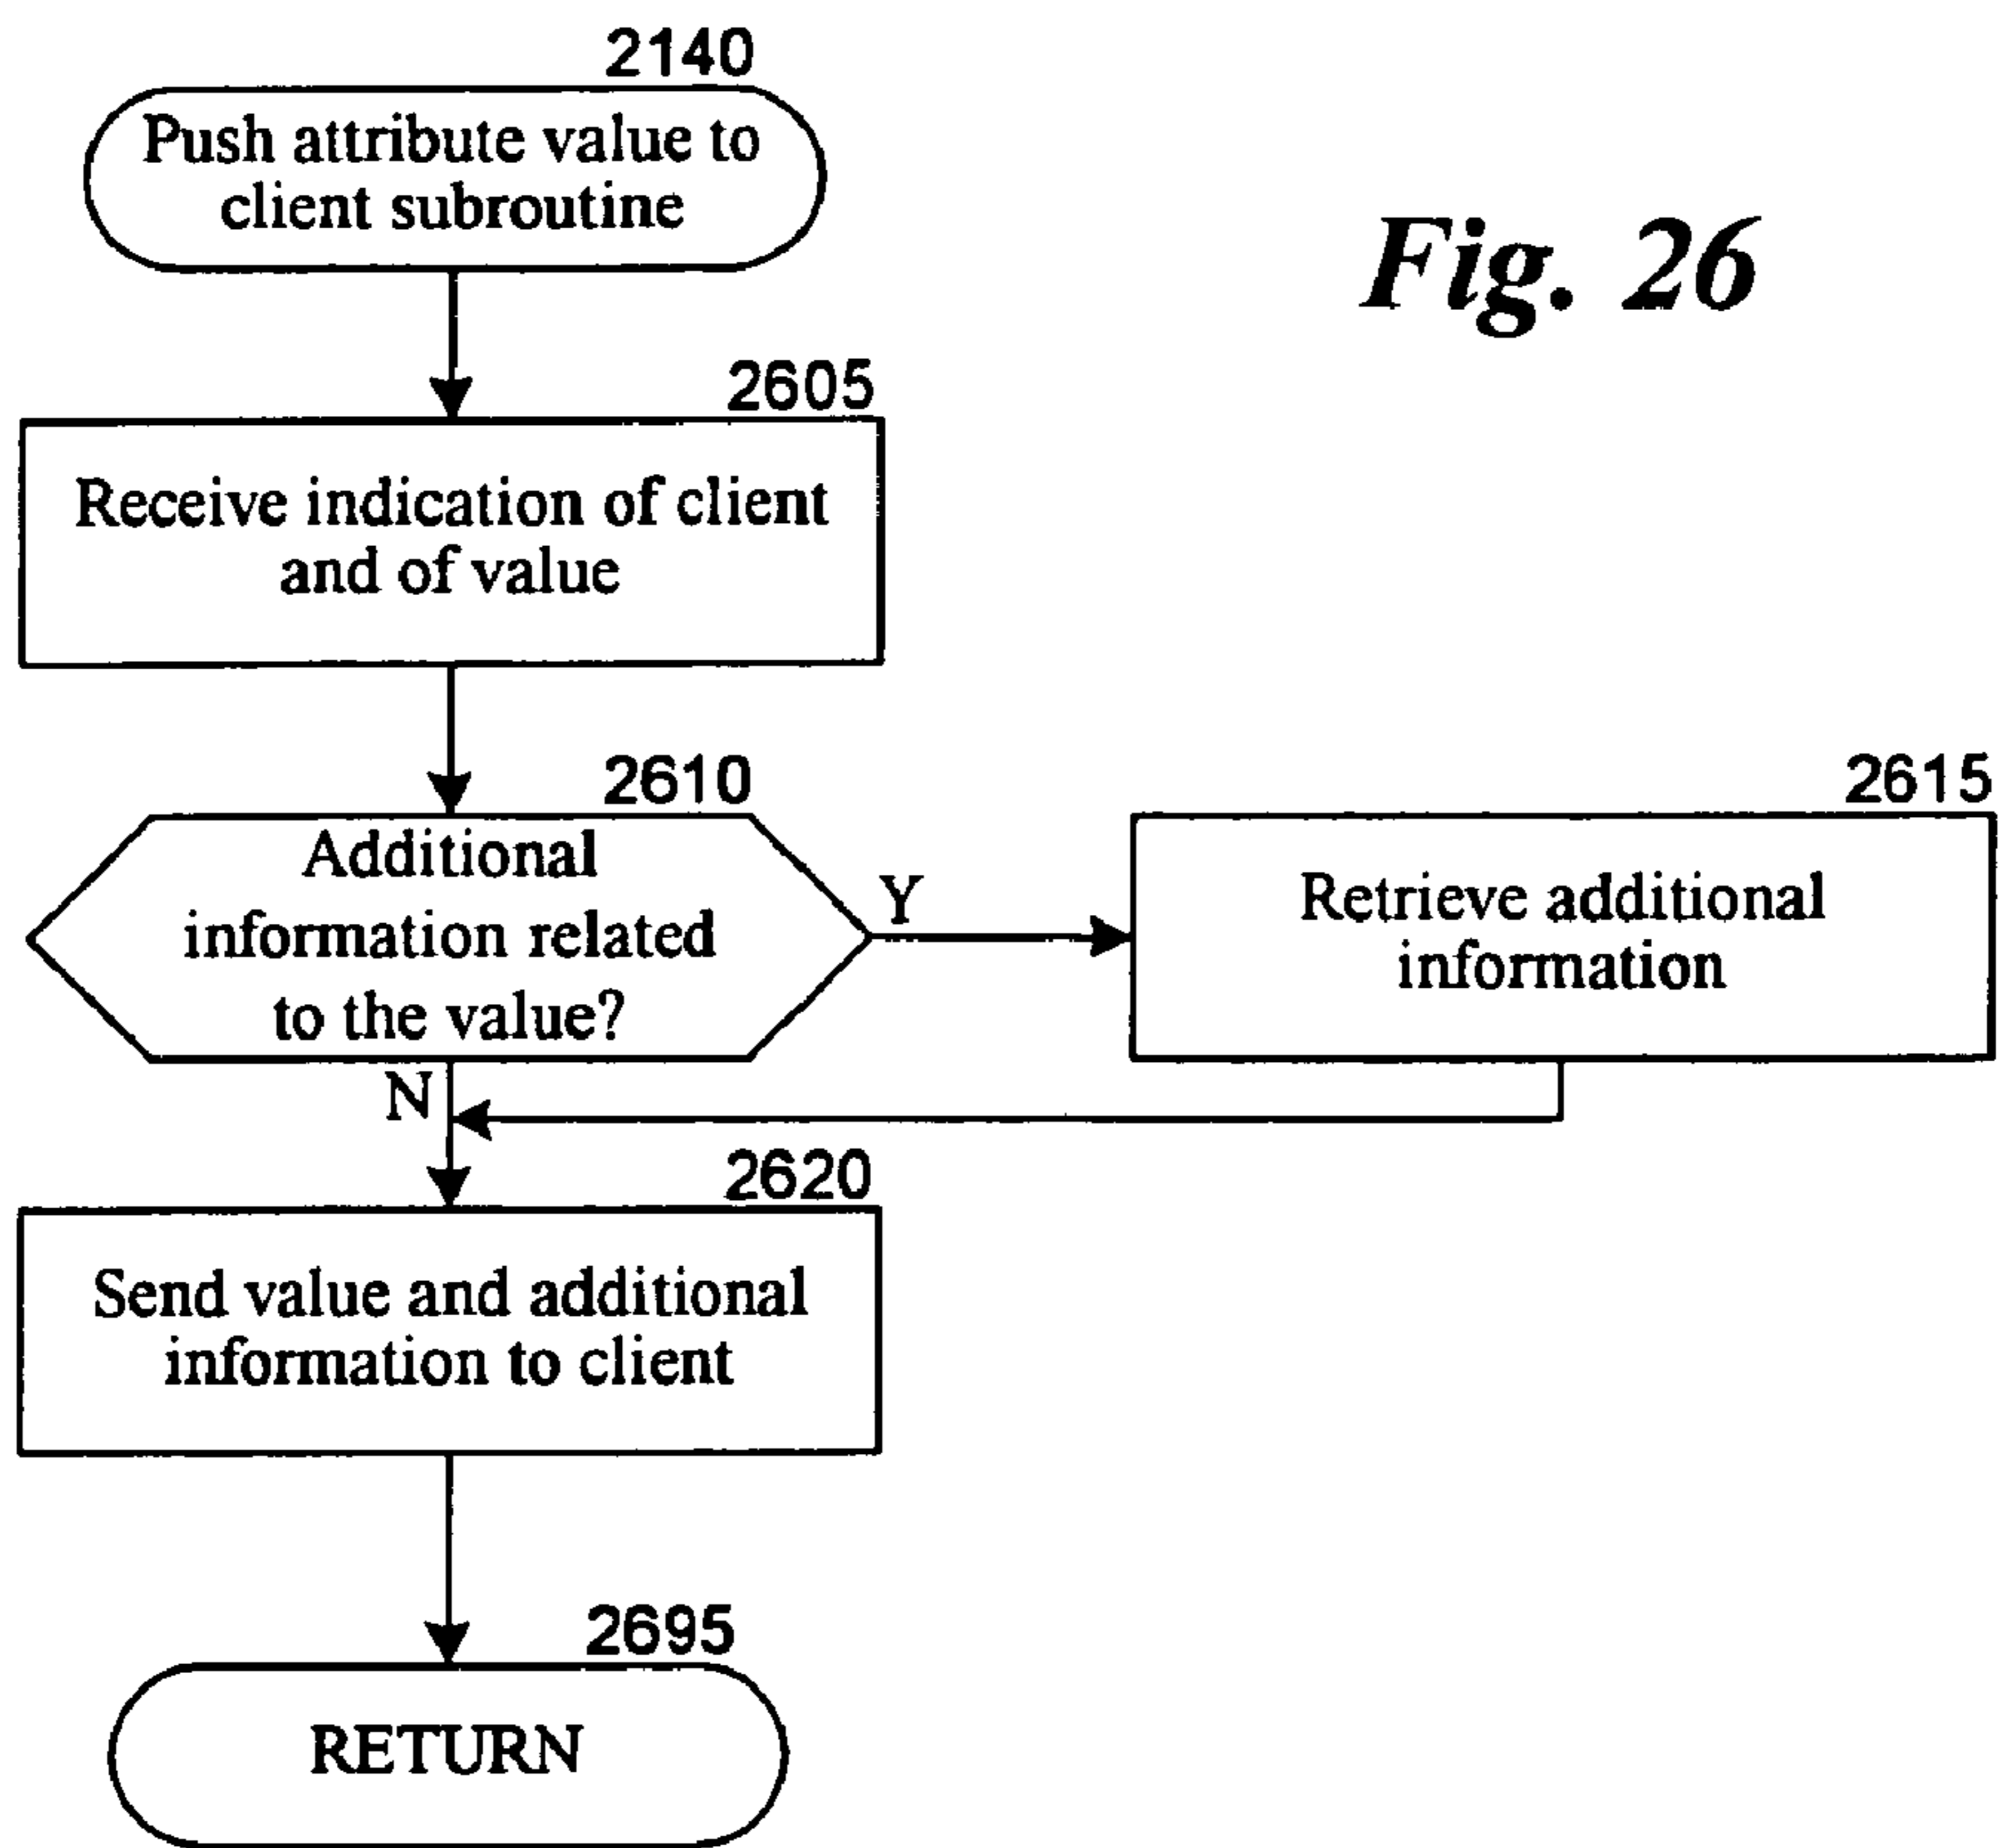 2140
Push attribute value to
client subroutine
Fig. 26
2605
Receive indication of client
and of value
2610
Additional
information related
to the value?
Y
N
2615
Retrieve additional
information
2620
Send value and additional
information to client
2695
RETURN